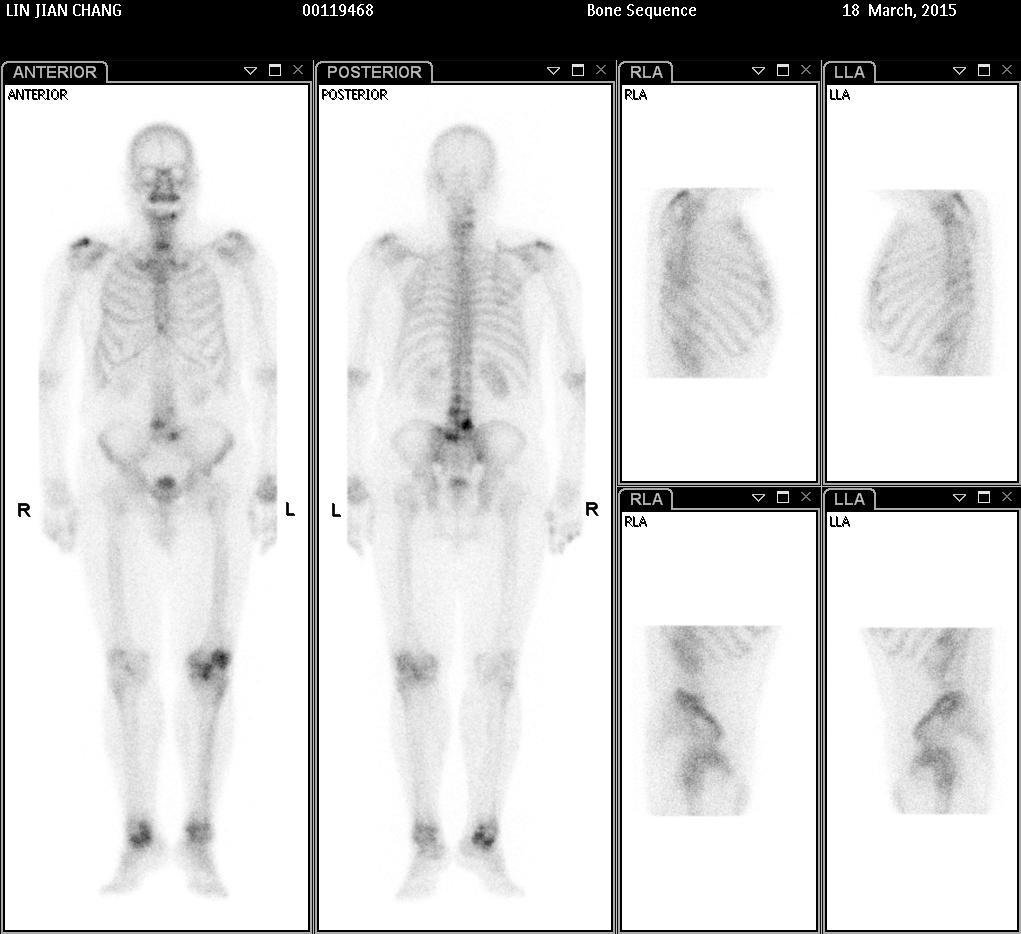 LIN JIAN CHANG 00119468 Bone Sequence 18 March, 2015
ANTERIOR POSTERIOR RLA LLA
ANTERIOR POSTERIOR RLA LLA
R L L R
RLA LLA
RLA LLA